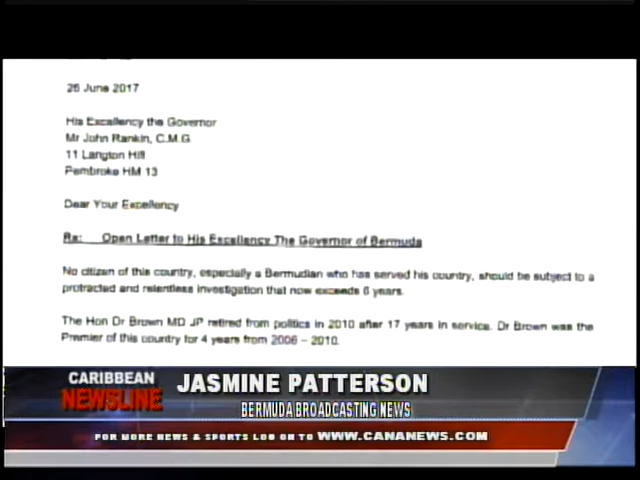 26 June 2017
His Excellency the Governor
Mr John Rankin, C.M.G
11 Langton Hill
Pembroke HM 13
Dear Your Excellency
Re: Open Letter to His Excellency The Governor of Bermuda
No citizen of this country, especially a Bermudian who has served his country, should be subject to a
protracted and relentless investigation that now exceeds 6 years.
The Hon Dr Brown MD JP retired from politics in 2010 after 17 years in service. Dr Brown was the
Premier of this country for 4 years from 2006 – 2010.
CARIBBEAN
NEWSLINE
JASMINE PATTERSON
BERMUDA BROADCASTING NEWS
FOR MORE NEWS & SPORTS LOG ON TO WWW.CANANEWS.COM